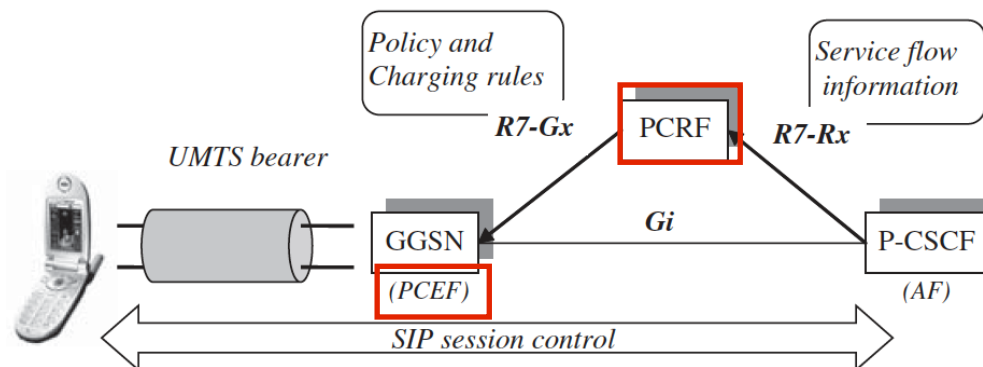 Policy and
Charging rules
Service flow
information
R7-Gx
PCRF
R7-Rx
UMTS bearer
GGSN
Gi
P-CSCF
(PCEF)
(AF)
SIP session control